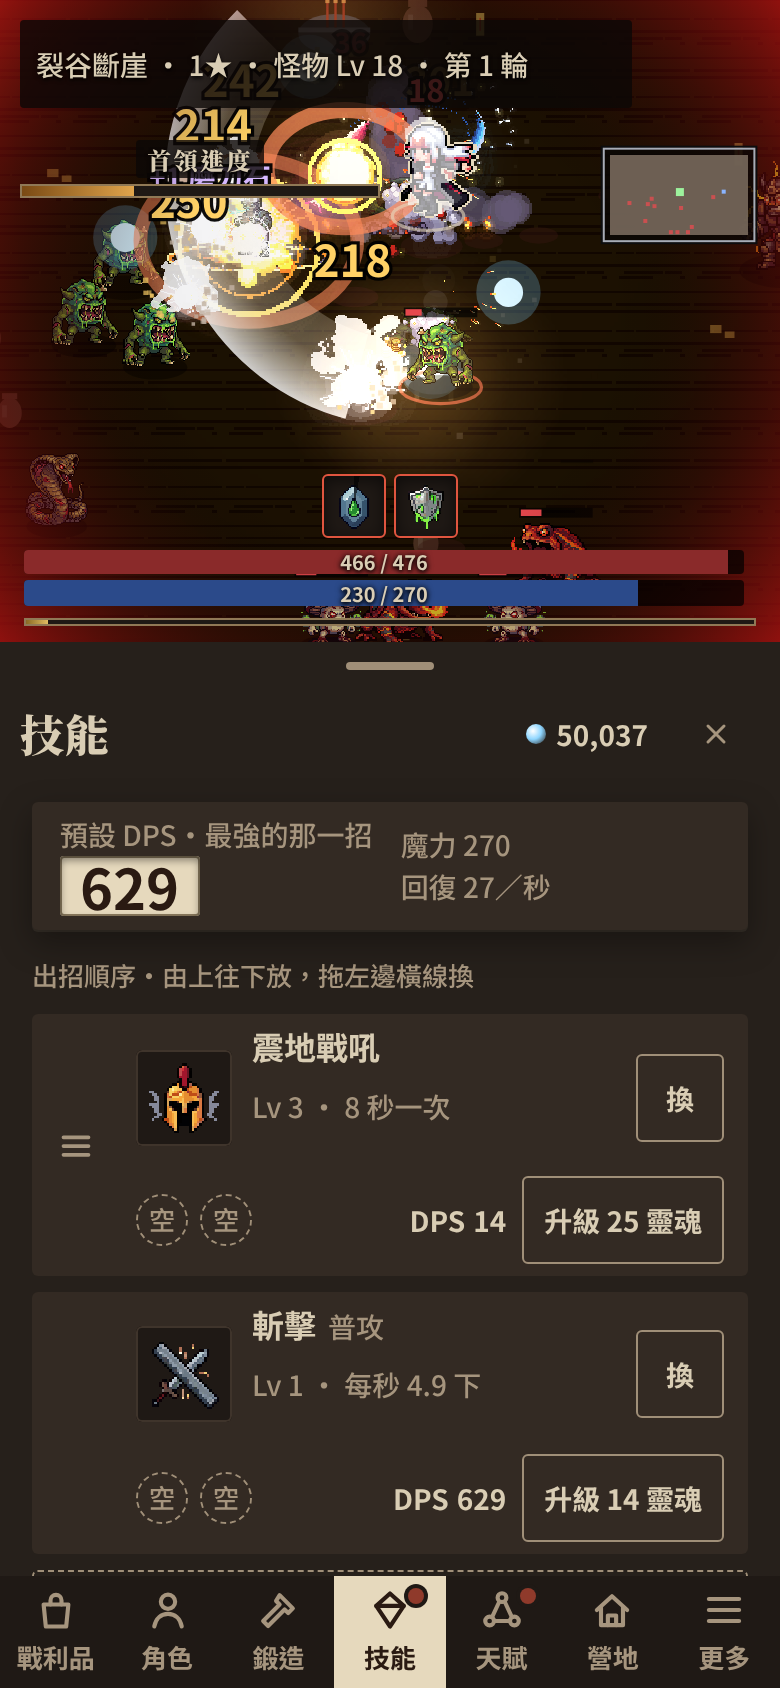 裂谷斷崖 · 1★ · 怪物 Lv 18 · 第 1 輪
36
242
18
214
首領進度
250
218
466 / 476
230 / 270
技能
50,037
×
預設 DPS·最強的那一招
629
魔力 270
回復 27／秒
出招順序·由上往下放，拖左邊橫線換
震地戰吼
Lv 3 · 8 秒一次
換
空 空
DPS 14
升級 25 靈魂
斬擊 普攻
Lv 1 · 每秒 4.9 下
換
空 空
DPS 629
升級 14 靈魂
戰利品 角色 鍛造 技能 天賦 營地 更多